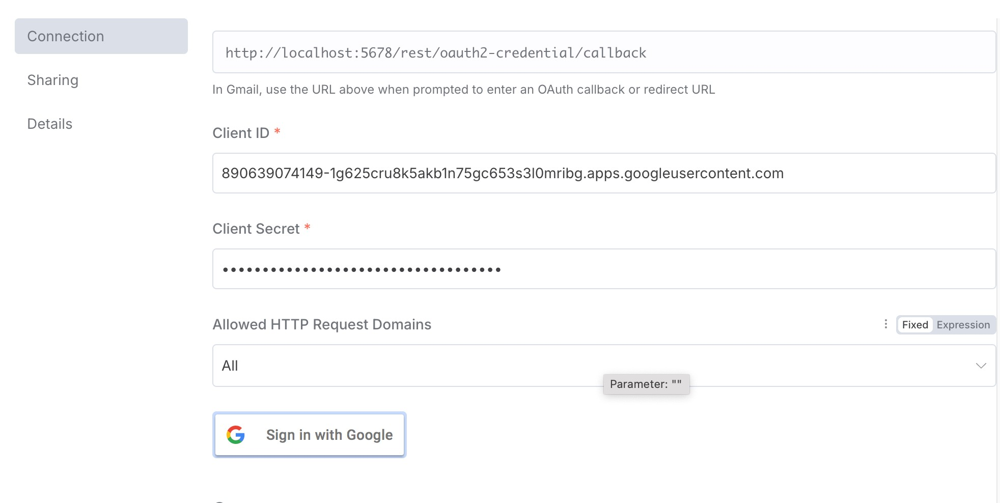 Connection
Sharing
Details
http://localhost:5678/rest/oauth2-credential/callback
In Gmail, use the URL above when prompted to enter an OAuth callback or redirect URL
Client ID *
890639074149-1g625cru8k5akb1n75gc653s3l0mribg.apps.googleusercontent.com
Client Secret *
•••••••••••••••••••••••••••••••••••
Allowed HTTP Request Domains
Fixed Expression
All
Parameter: ""
Sign in with Google